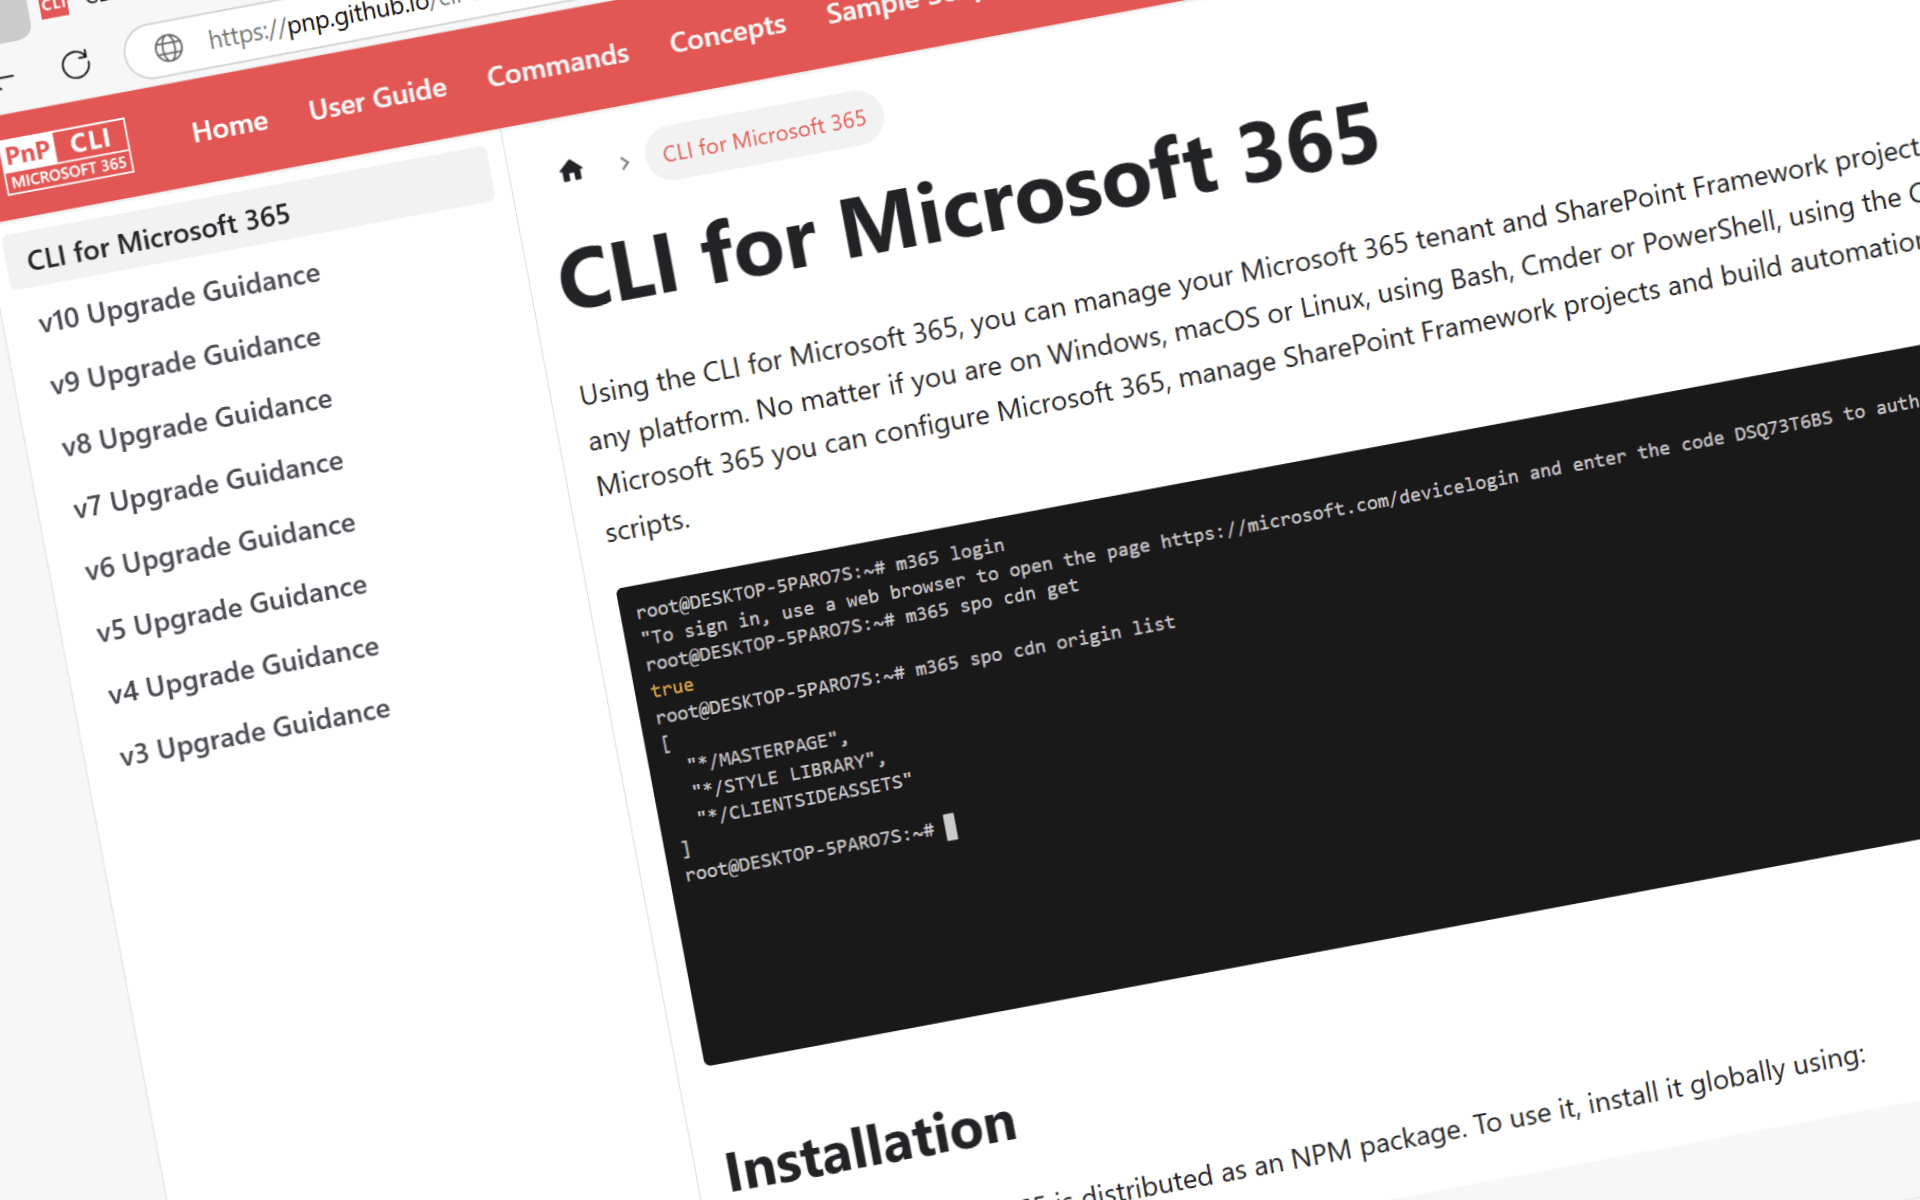 CLI
https://pnp.github.io/cli
Home
User Guide
Commands
Concepts
Sample
PnP CLI
MICROSOFT 365
CLI for Microsoft 365
v10 Upgrade Guidance
v9 Upgrade Guidance
v8 Upgrade Guidance
v7 Upgrade Guidance
v6 Upgrade Guidance
v5 Upgrade Guidance
v4 Upgrade Guidance
v3 Upgrade Guidance
CLI for Microsoft 365
CLI for Microsoft 365
Using the CLI for Microsoft 365, you can manage your Microsoft 365 tenant and SharePoint Framework project
any platform. No matter if you are on Windows, macOS or Linux, using Bash, Cmder or PowerShell, using the
Microsoft 365 you can configure Microsoft 365, manage SharePoint Framework projects and build automation
scripts.
root@DESKTOP-5PARO7S:~# m365 login
"To sign in, use a web browser to open the page https://microsoft.com/devicelogin and enter the code DSQ73T6BS to auth
root@DESKTOP-5PARO7S:~# m365 spo cdn get
true
root@DESKTOP-5PARO7S:~# m365 spo cdn origin list
[
"*/MASTERPAGE",
"*/STYLE LIBRARY",
"*/CLIENTSIDEASSETS"
]
root@DESKTOP-5PARO7S:~#
Installation
is distributed as an NPM package. To use it, install it globally using: